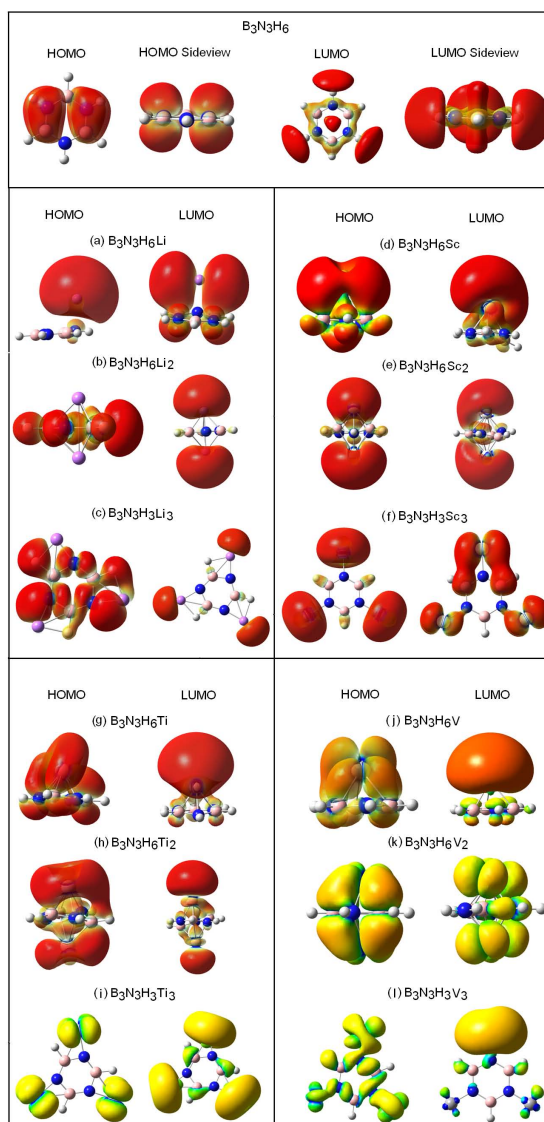 B3N3H6
HOMO
HOMO Sideview
LUMO
LUMO Sideview
HOMO
LUMO
(a) B3N3H6Li
(b) B3N3H6Li2
(c) B3N3H3Li3
HOMO
LUMO
(d) B3N3H6Sc
(e) B3N3H6Sc2
(f) B3N3H3Sc3
HOMO
LUMO
(g) B3N3H6Ti
(h) B3N3H6Ti2
(i) B3N3H3Ti3
HOMO
LUMO
(j) B3N3H6V
(k) B3N3H6V2
(l) B3N3H3V3